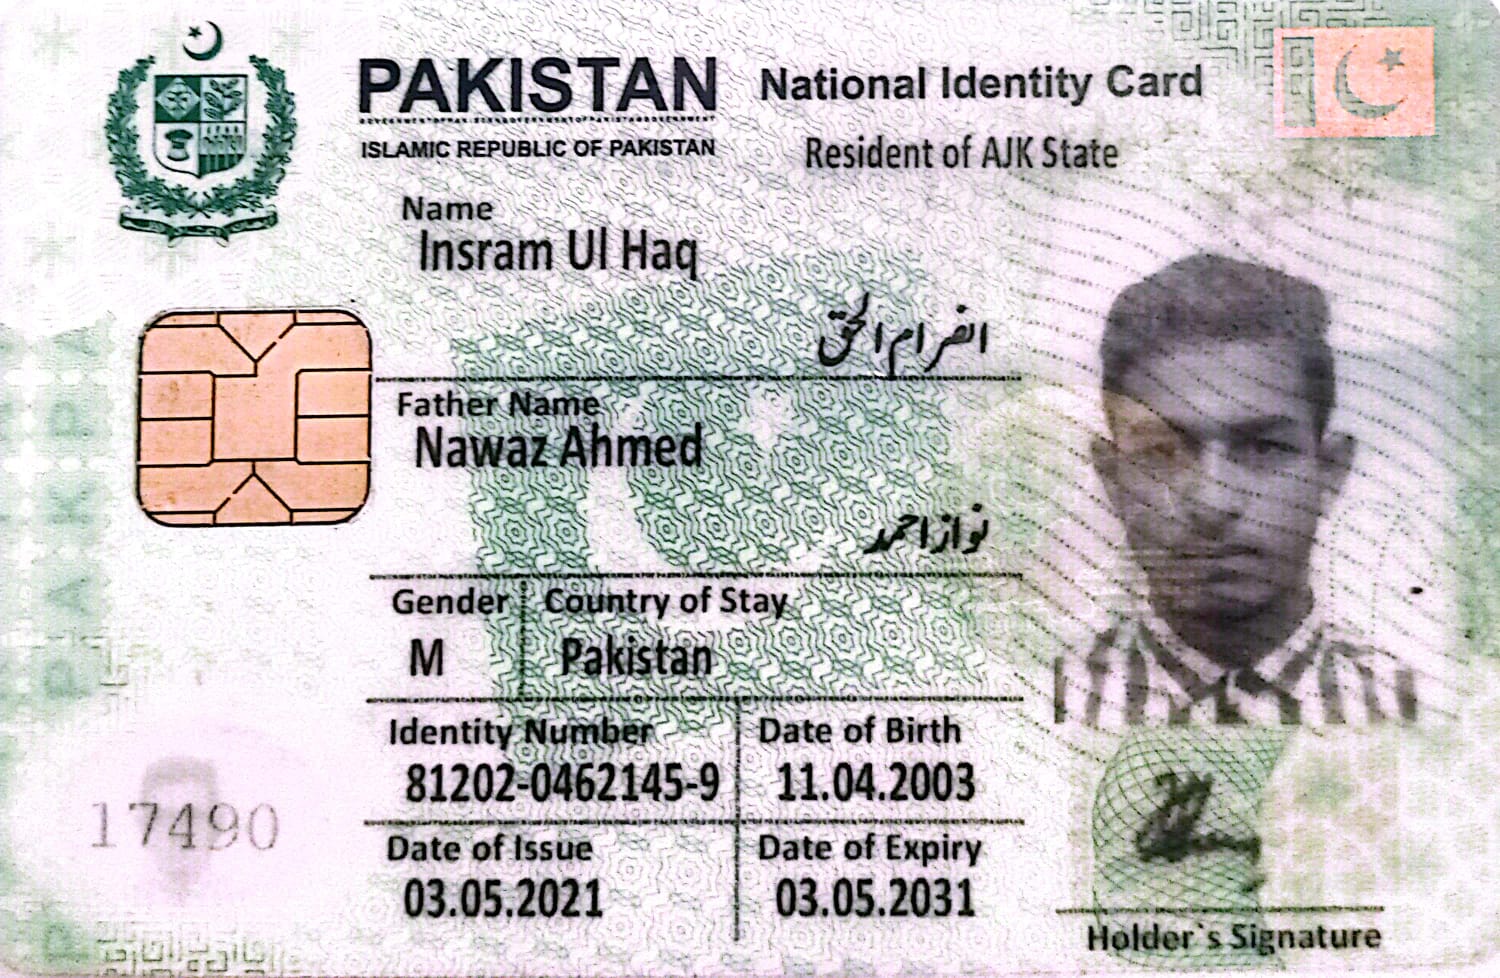 PAKISTAN National Identity Card
ISLAMIC REPUBLIC OF PAKISTAN
Resident of AJK State
Name
Insram Ul Haq
انضرام الحق
Father Name
Nawaz Ahmed
نواز احمد
Gender Country of Stay
M Pakistan
Identity Number Date of Birth
81202-0462145-9 11.04.2003
17490
Date of Issue Date of Expiry
03.05.2021 03.05.2031
Holder`s Signature